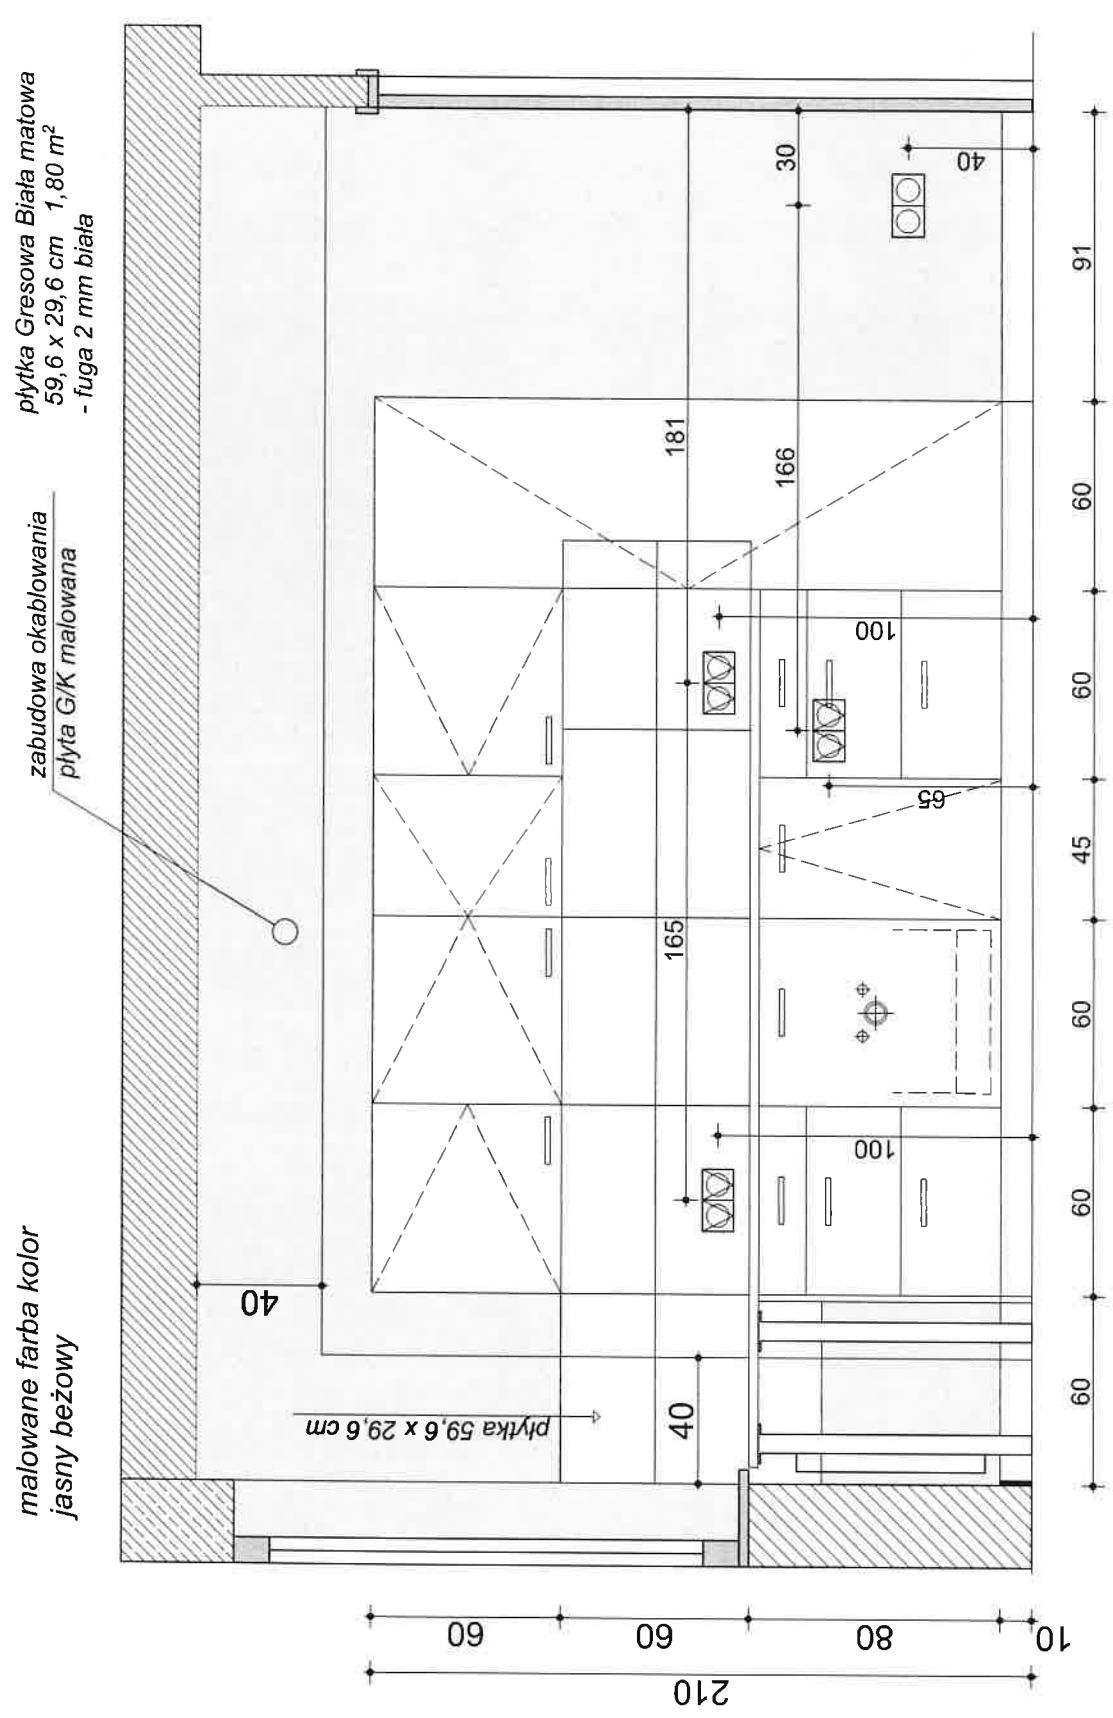 malowane farba kolor
jasny beżowy
zabudowa okablowania
płyta G/K malowana
płytka Gresowa Biała matowa
59,6 x 29,6 cm 1,80 m²
- fuga 2 mm biała
40
płytka 59,6 x 29,6 cm
40
165
181
166
30
100
100
65
40
60
60
80
10
210
60
60
60
45
60
60
91